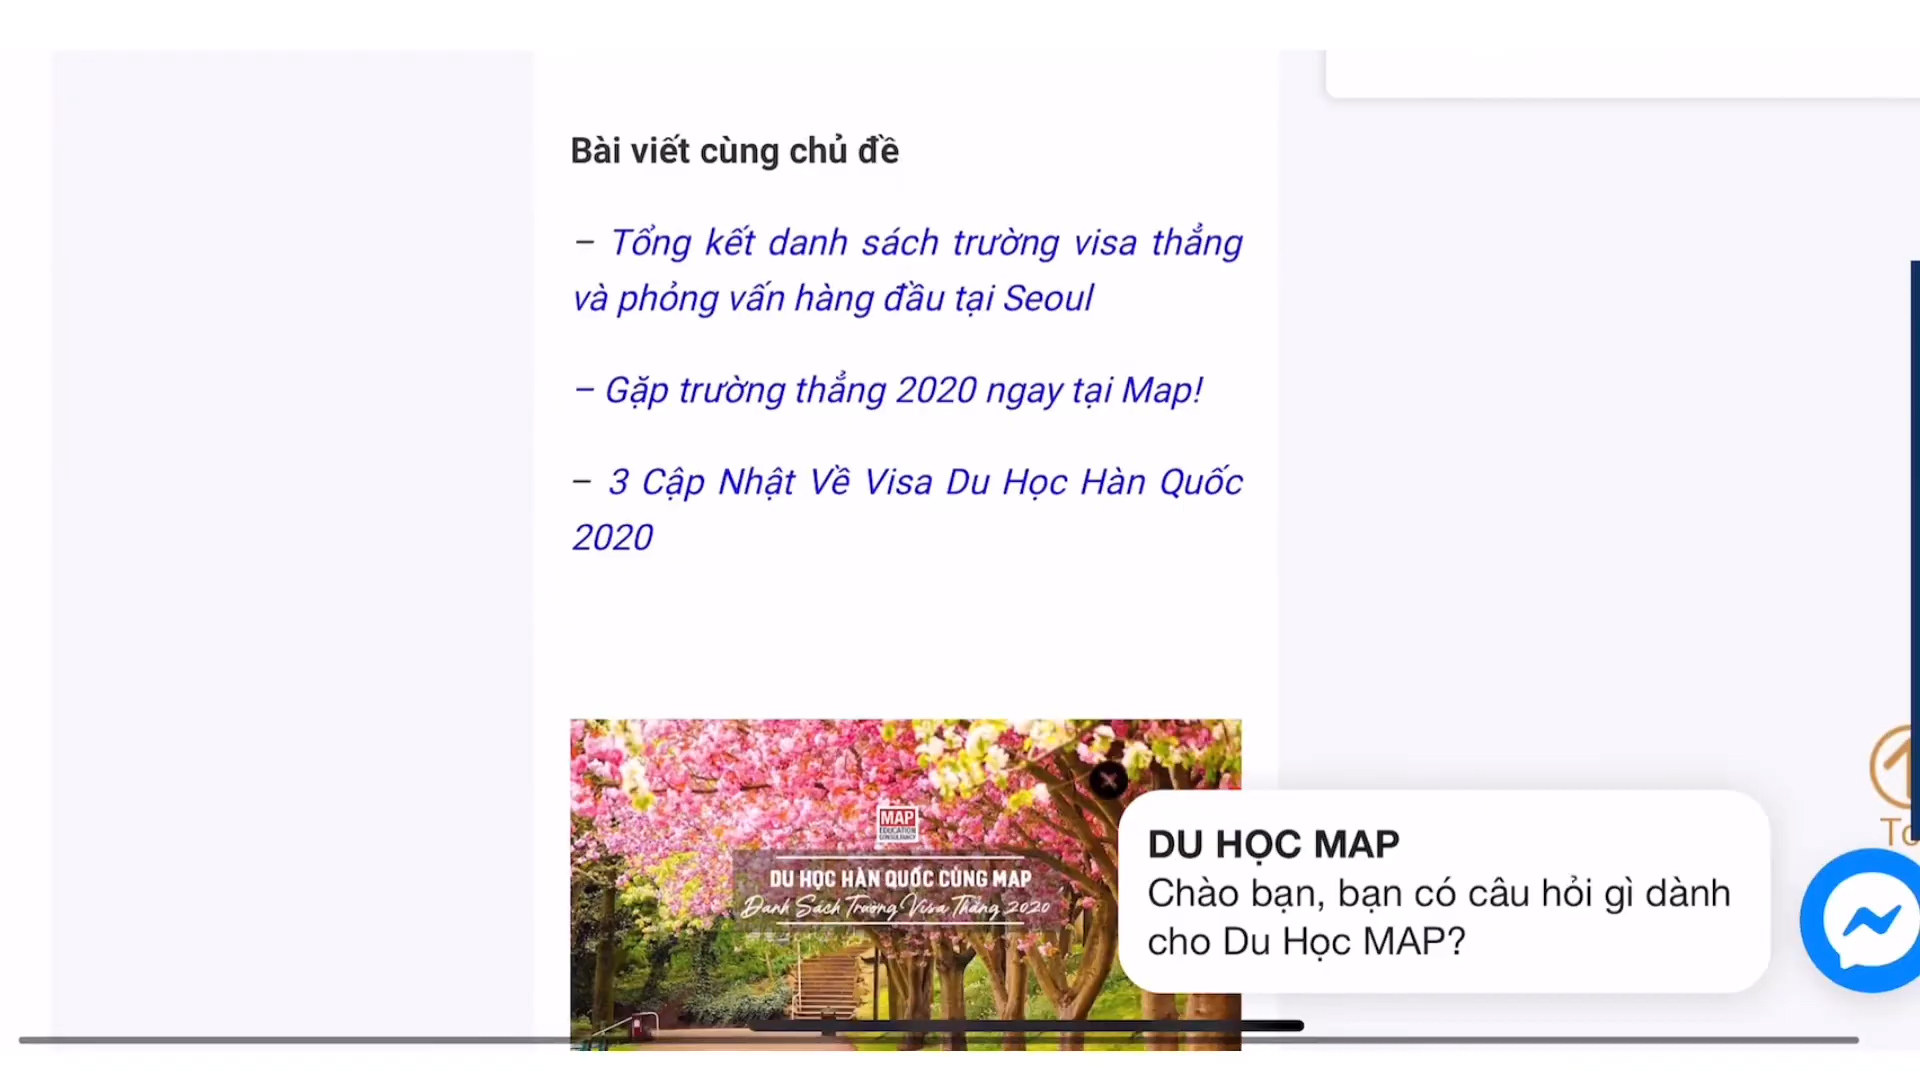 Bài viết cùng chủ đề
– Tổng kết danh sách trường visa thẳng
và phỏng vấn hàng đầu tại Seoul
– Gặp trường thẳng 2020 ngay tại Map!
– 3 Cập Nhật Về Visa Du Học Hàn Quốc
2020
MAP
EDUCATION
CONSULTANCY
DU HỌC HÀN QUỐC CÙNG MAP
Danh Sách Trường Visa Thẳng 2020
DU HỌC MAP
Chào bạn, bạn có câu hỏi gì dành
cho Du Học MAP?